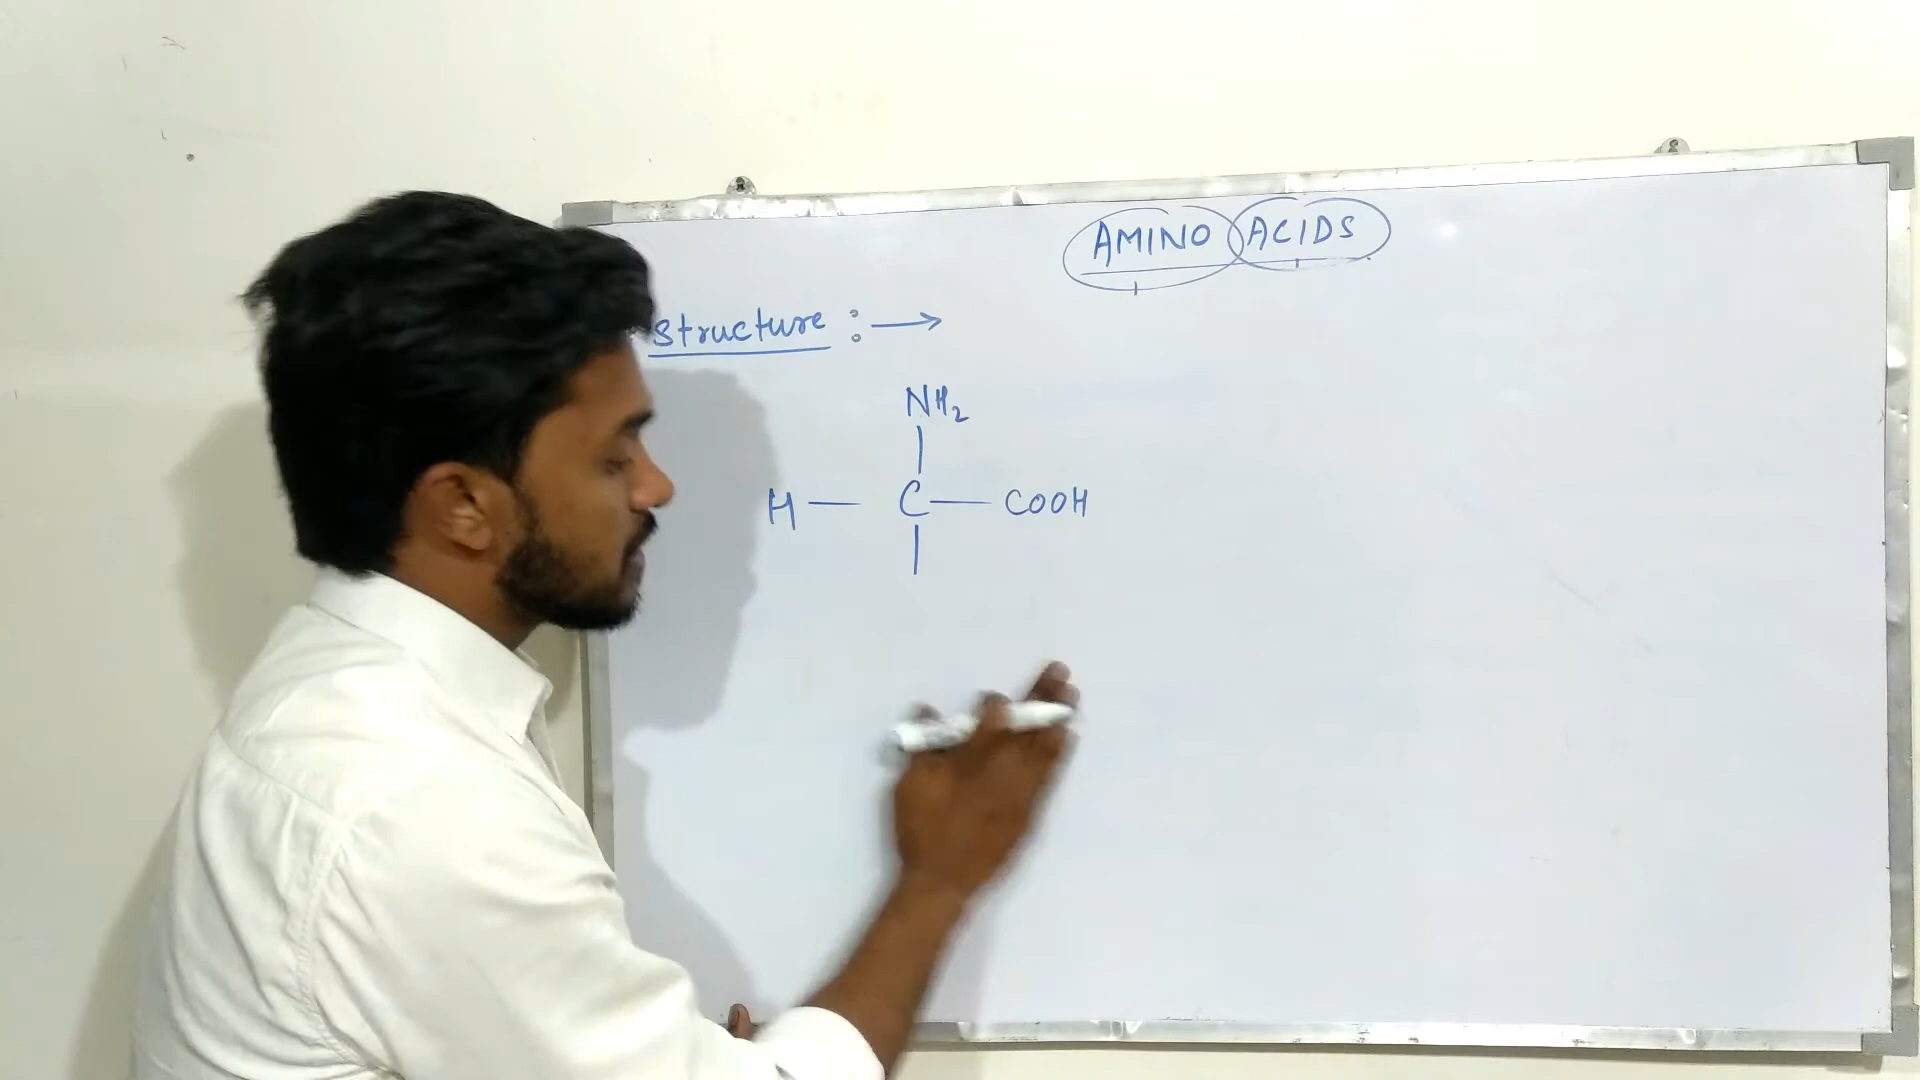 AMINO ACIDS
Structure : →
NH₂
|
H — C — COOH
|